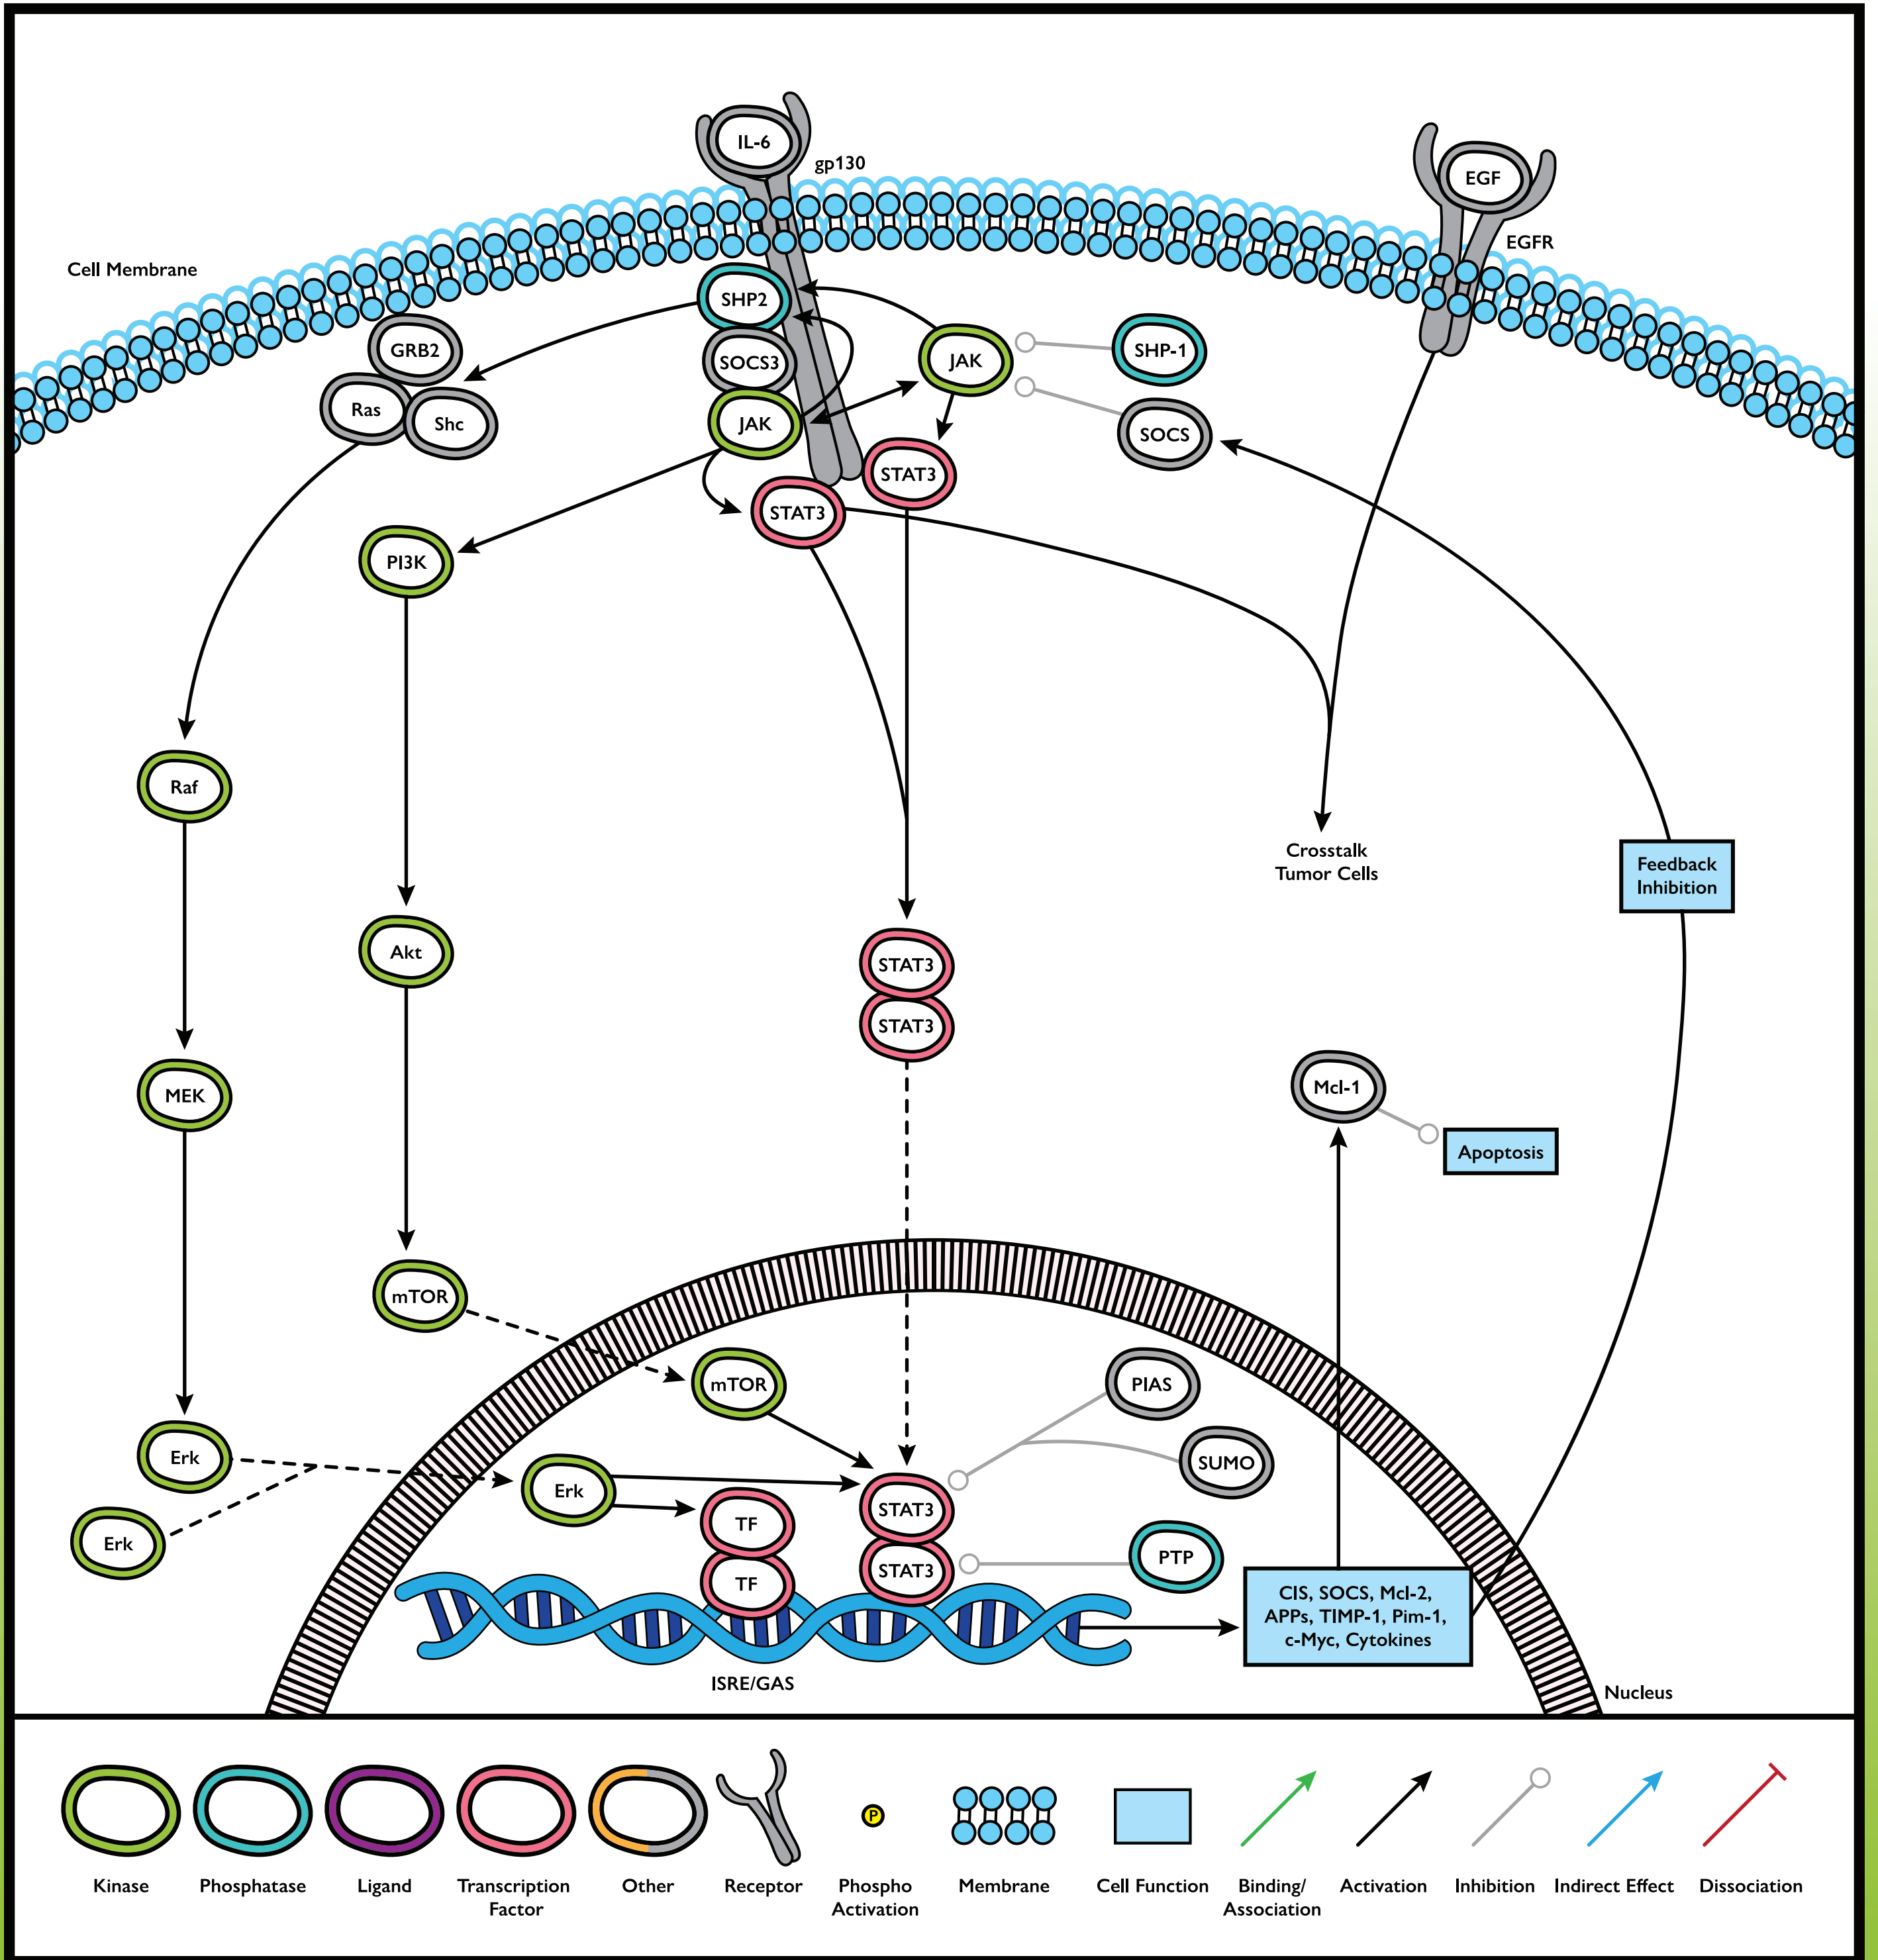 IL-6
gp130
EGF
EGFR
Cell Membrane
SHP2
GRB2
SOCS3
JAK
SHP-1
Ras
Shc
JAK
SOCS
STAT3
STAT3
PI3K
Raf
Crosstalk
Tumor Cells
Feedback
Inhibition
Akt
STAT3
STAT3
MEK
Mcl-1
Apoptosis
mTOR
mTOR
PIAS
Erk
SUMO
Erk
STAT3
TF
Erk
PTP
STAT3
TF
CIS, SOCS, Mcl-2,
APPs, TIMP-1, Pim-1,
c-Myc, Cytokines
ISRE/GAS
Nucleus
P
Kinase
Phosphatase
Ligand
Transcription
Factor
Other
Receptor
Phospho
Activation
Membrane
Cell Function
Binding/
Association
Activation
Inhibition
Indirect Effect
Dissociation